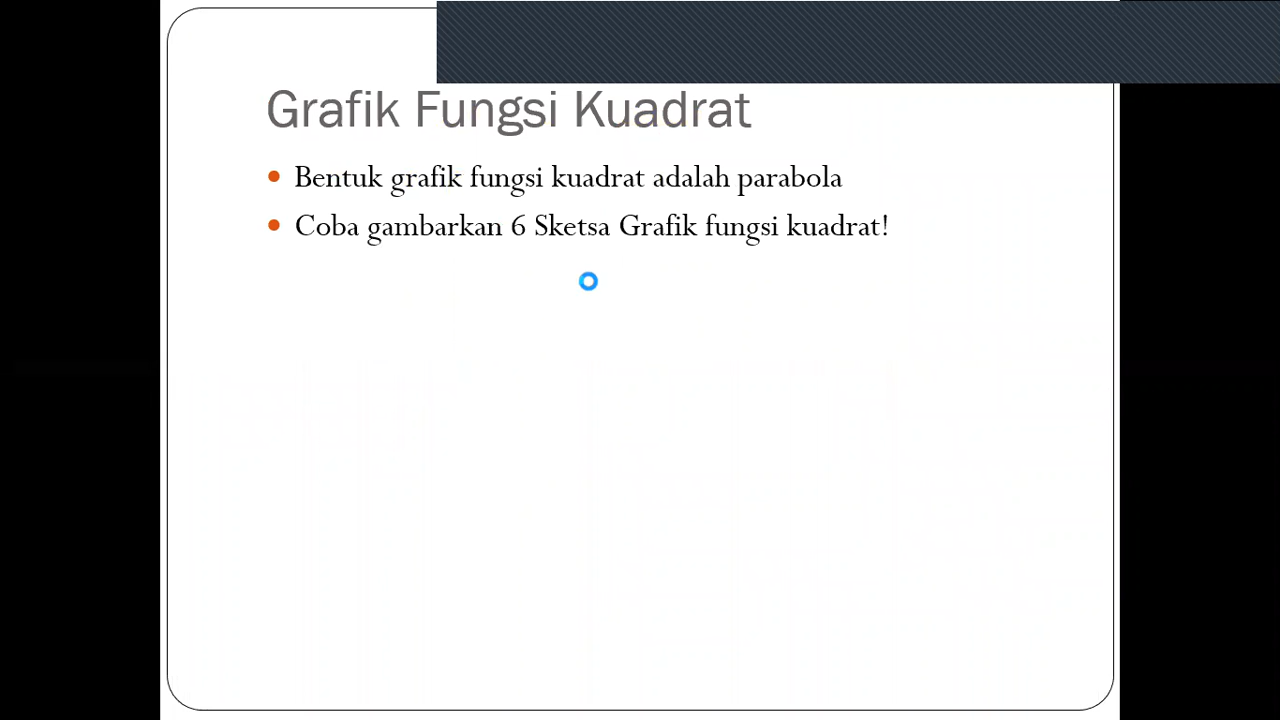 Grafik Fungsi Kuadrat
Bentuk grafik fungsi kuadrat adalah parabola
Coba gambarkan 6 Sketsa Grafik fungsi kuadrat!